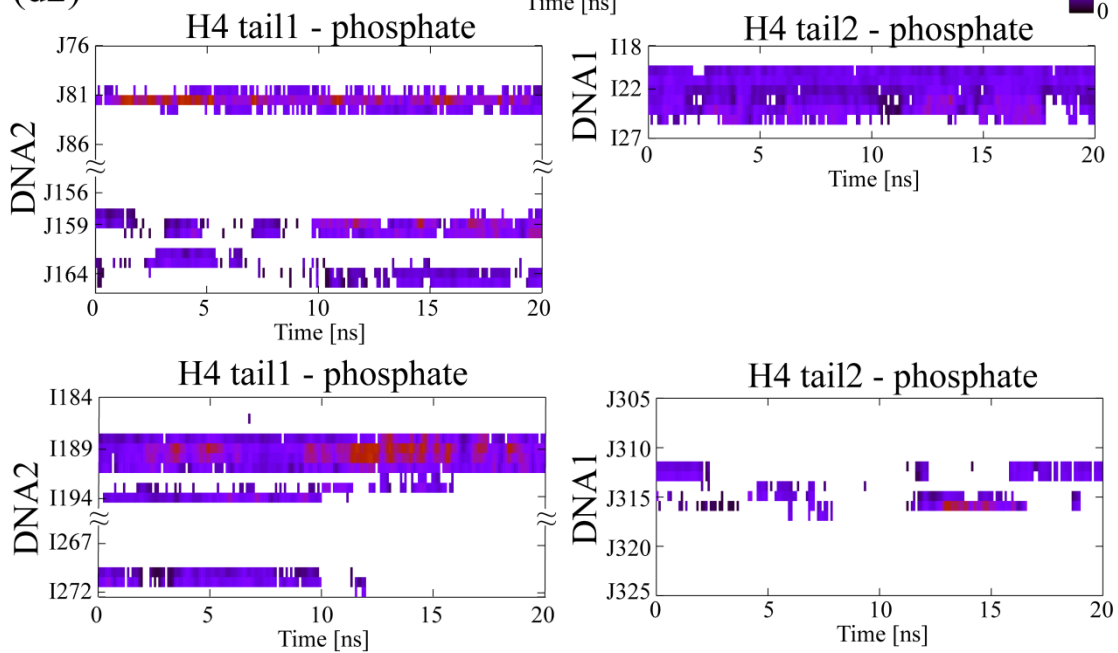 Time [ns]
0
H4 tail1 - phosphate
J76
J81
J86
J156
J159
J164
DNA2
0 5 10 15 20
Time [ns]
H4 tail2 - phosphate
I18
I22
I27
DNA1
0 5 10 15 20
Time [ns]
H4 tail1 - phosphate
I184
I189
I194
I267
I272
DNA2
0 5 10 15 20
Time [ns]
H4 tail2 - phosphate
J305
J310
J315
J320
J325
DNA1
0 5 10 15 20
Time [ns]